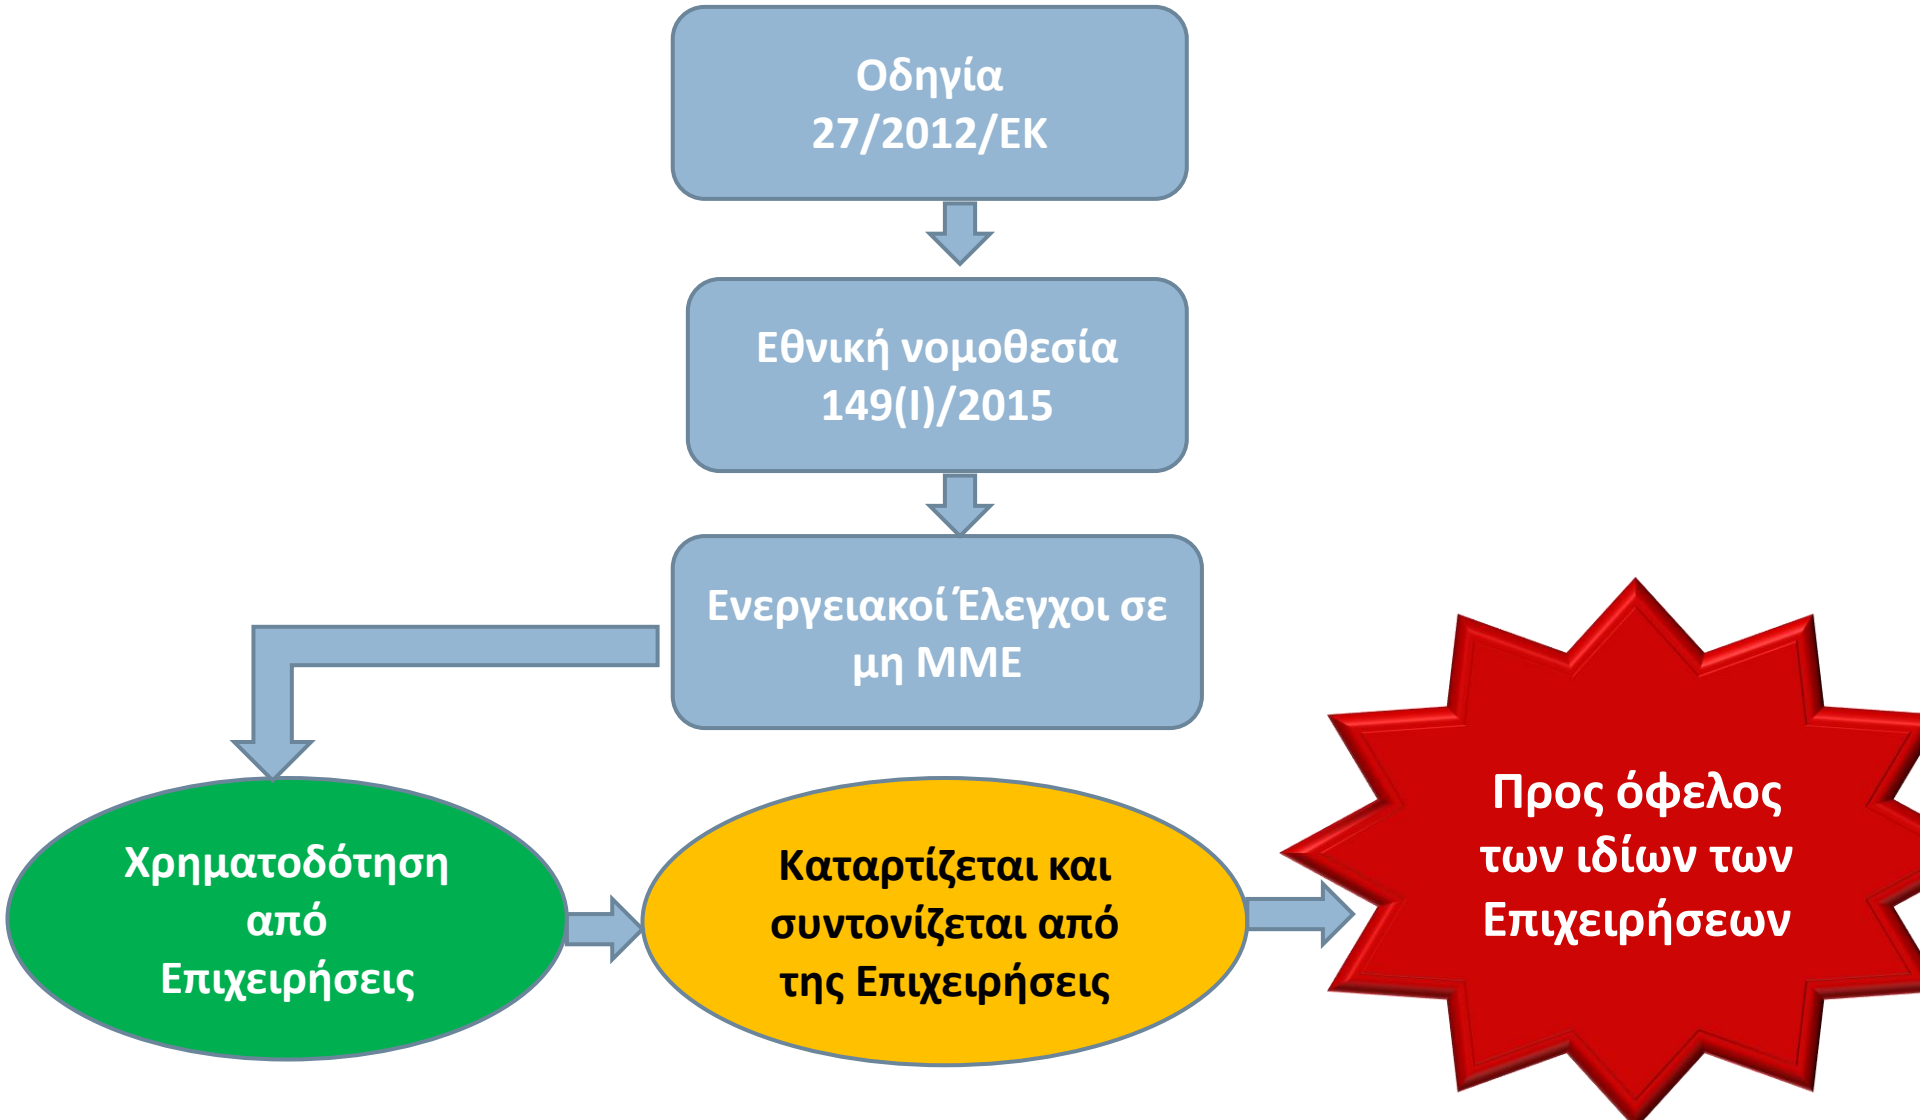 Οδηγία
27/2012/ΕΚ
Εθνική νομοθεσία
149(Ι)/2015
Ενεργειακοί Έλεγχοι σε
μη ΜΜΕ
Χρηματοδότηση
από
Επιχειρήσεις
Καταρτίζεται και
συντονίζεται από
της Επιχειρήσεις
Προς όφελος
των ιδίων των
Επιχειρήσεων